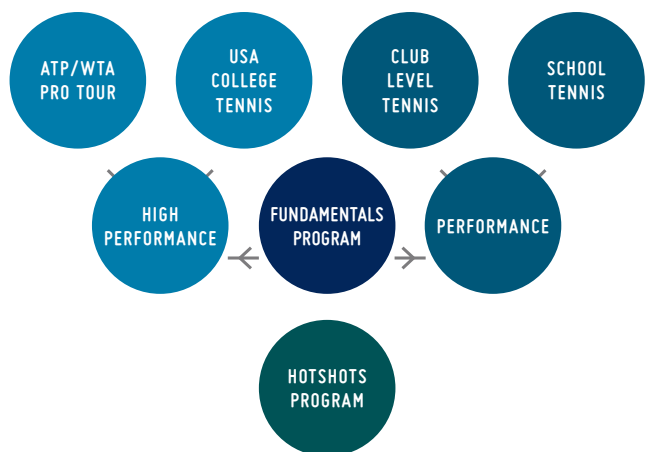 ATP/WTA
PRO TOUR
USA
COLLEGE
TENNIS
CLUB
LEVEL
TENNIS
SCHOOL
TENNIS
HIGH
PERFORMANCE
FUNDAMENTALS
PROGRAM
PERFORMANCE
HOTSHOTS
PROGRAM